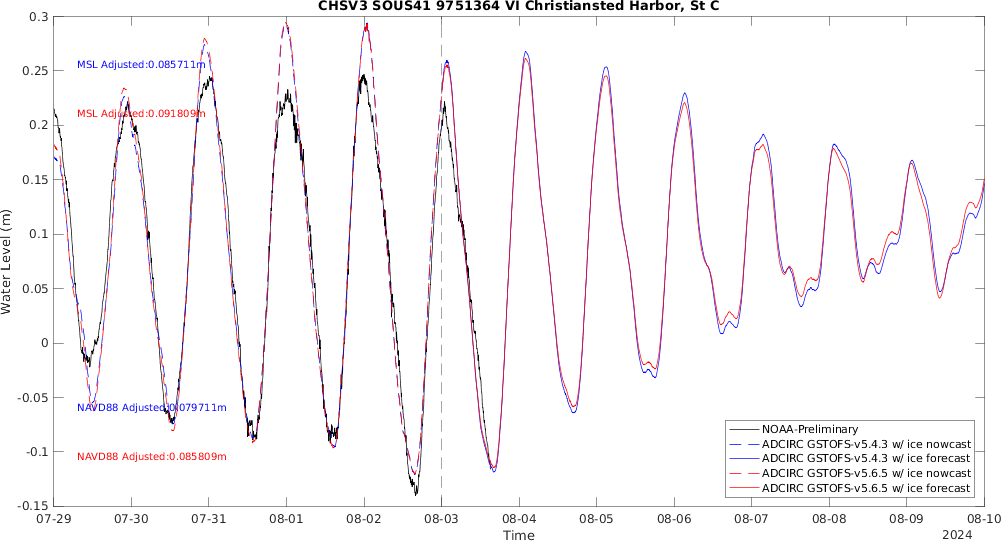 CHSV3 SOUS41 9751364 VI Christiansted Harbor, St C
0.3
0.25
0.2
0.15
0.1
0.05
0
-0.05
-0.1
-0.15
Water Level (m)
MSL Adjusted:0.085711m
MSL Adjusted:0.091809m
NAVD88 Adjusted:0.079711m
NAVD88 Adjusted:0.085809m
NOAA-Preliminary
ADCIRC GSTOFS-v5.4.3 w/ ice nowcast
ADCIRC GSTOFS-v5.4.3 w/ ice forecast
ADCIRC GSTOFS-v5.6.5 w/ ice nowcast
ADCIRC GSTOFS-v5.6.5 w/ ice forecast
07-29 07-30 07-31 08-01 08-02 08-03 08-04 08-05 08-06 08-07 08-08 08-09 08-10
Time
2024